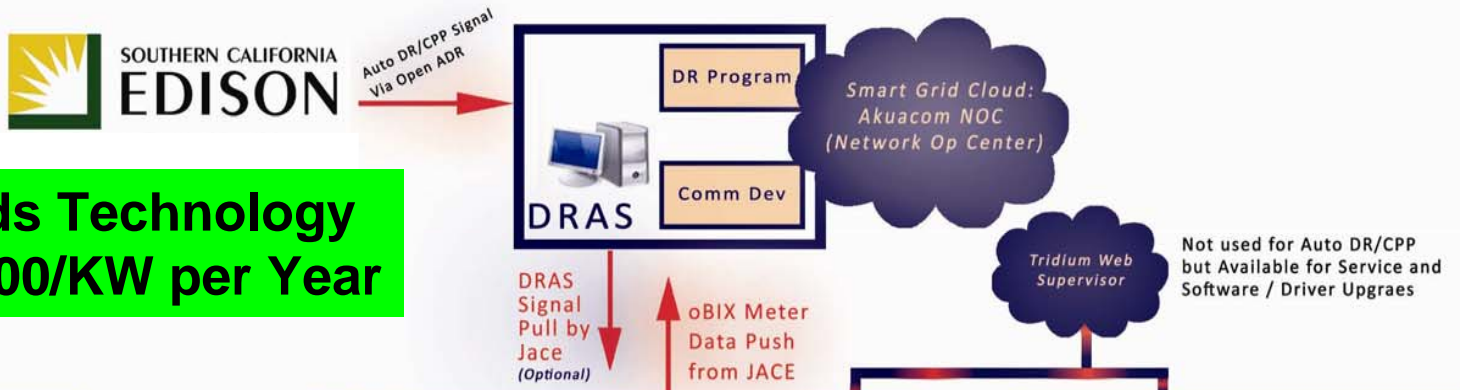 SOUTHERN CALIFORNIA
EDISON
Auto DR/CPP Signal
Via Open ADR
DR Program
Comm Dev
DRAS
Smart Grid Cloud:
Akuacom NOC
(Network Op Center)
Technology
/KW per Year
DRAS
Signal
Pull by
Jace
(Optional)
oBIX Meter
Data Push
from JACE
Tridium Web
Supervisor
Not used for Auto DR/CPP
but Available for Service and
Software / Driver Upgraes